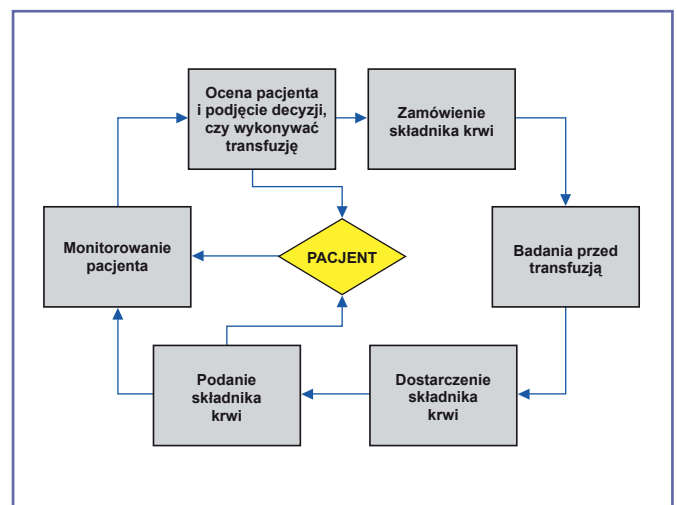 Ocena pacjenta
i podjęcie decyzji,
czy wykonywać
transfuzję
Zamówienie
składnika krwi
Monitorowanie
pacjenta
PACJENT
Badania przed
transfuzją
Podanie
składnika
krwi
Dostarczenie
składnika
krwi